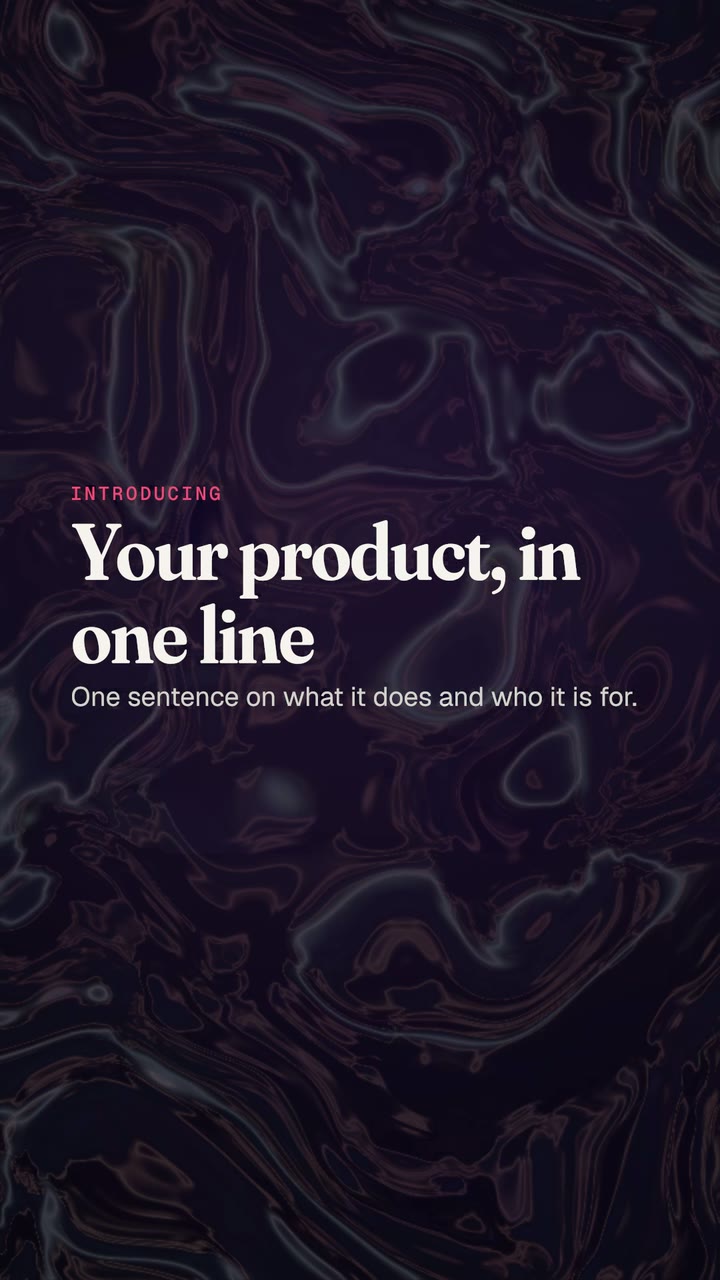 INTRODUCING
Your product, in
one line
One sentence on what it does and who it is for.